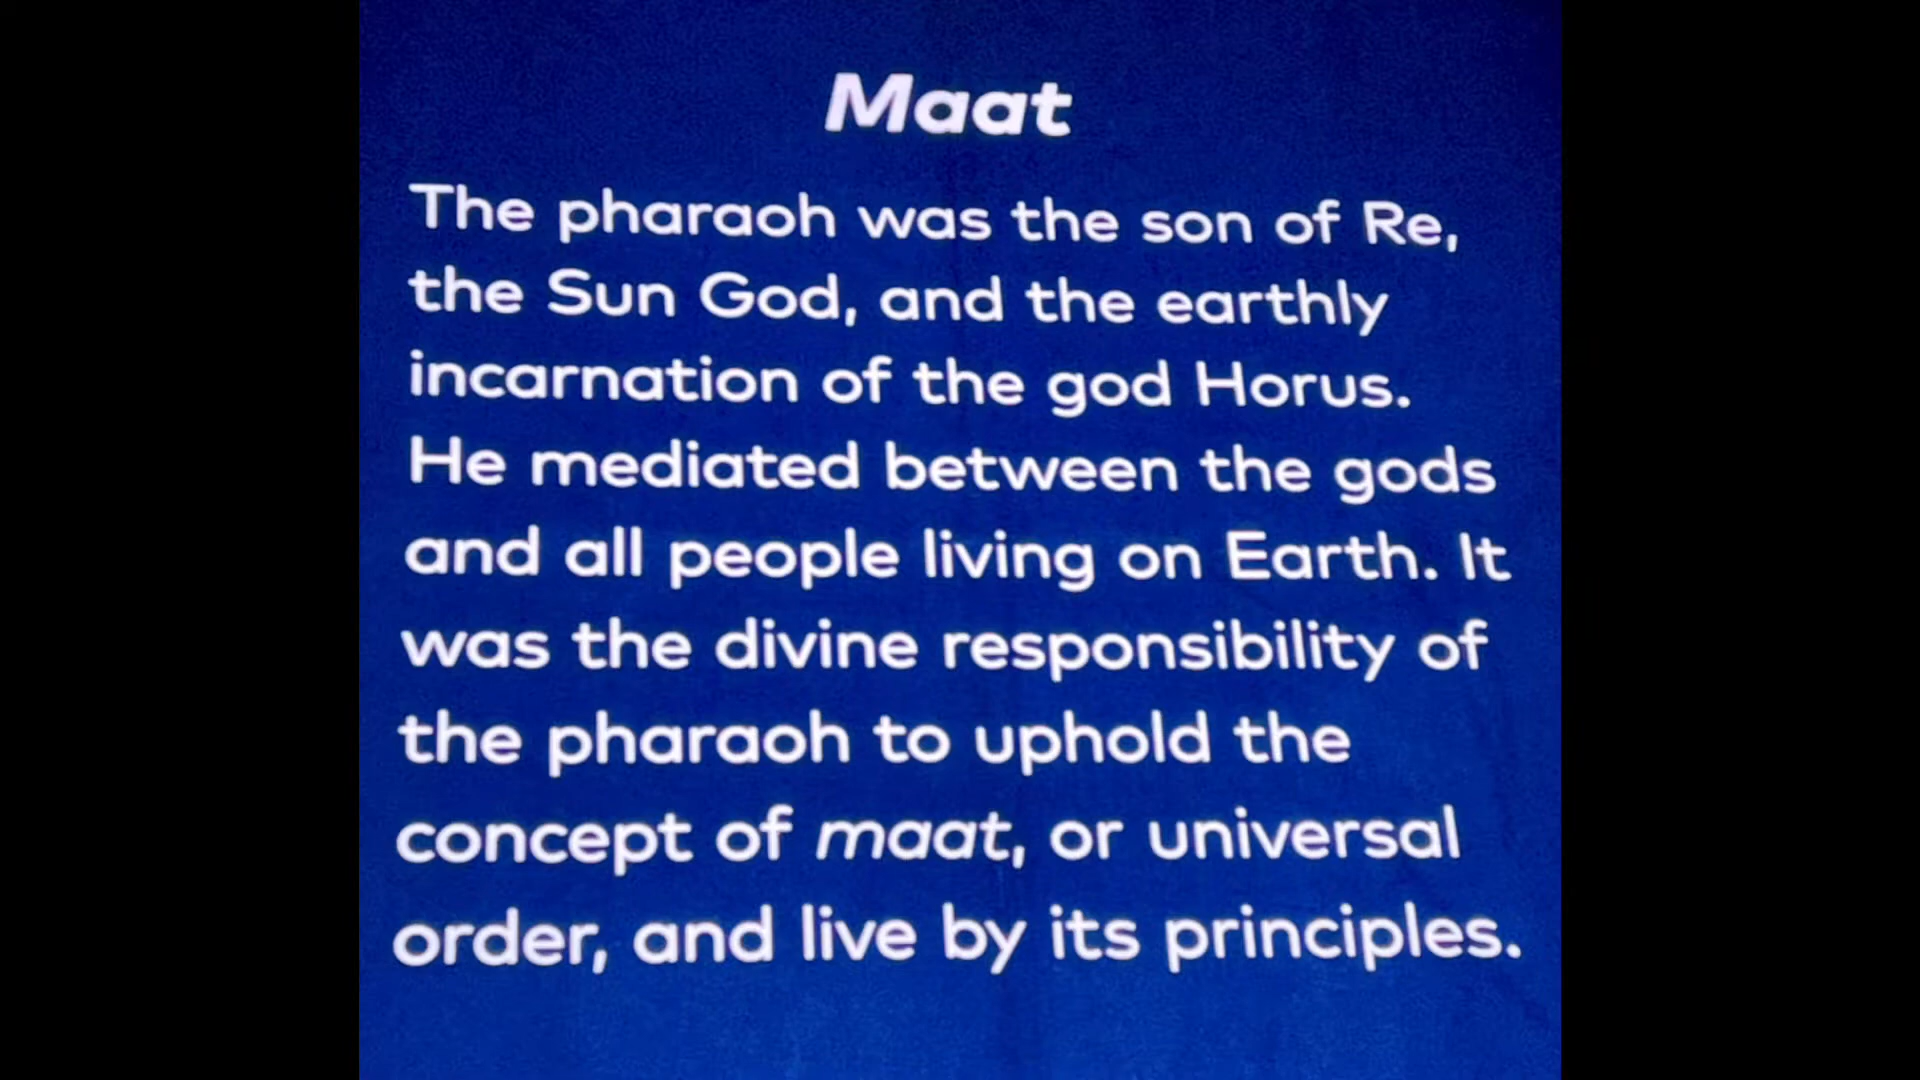 Maat
The pharaoh was the son of Re,
the Sun God, and the earthly
incarnation of the god Horus.
He mediated between the gods
and all people living on Earth. It
was the divine responsibility of
the pharaoh to uphold the
concept of maat, or universal
order, and live by its principles.